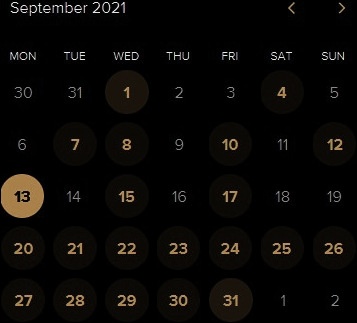 September 2021
MON TUE WED THU FRI SAT SUN
30 31 1 2 3 4 5
6 7 8 9 10 11 12
13 14 15 16 17 18 19
20 21 22 23 24 25 26
27 28 29 30 31 1 2